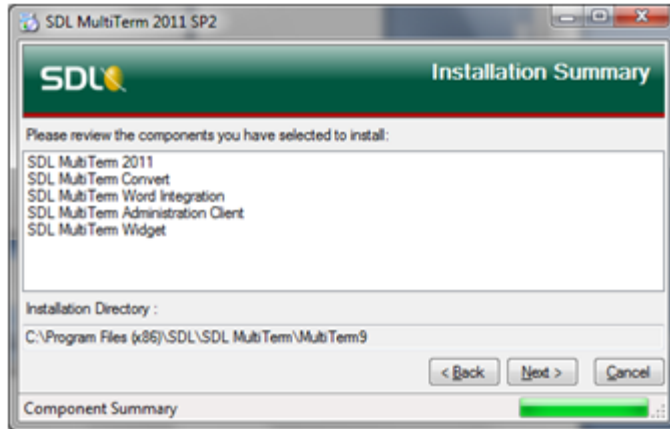 SDL MultiTerm 2011 SP2
SDL
Installation Summary
Please review the components you have selected to install:
SDL MultiTerm 2011
SDL MultiTerm Convert
SDL MultiTerm Word Integration
SDL MultiTerm Administration Client
SDL MultiTerm Widget
Installation Directory :
C:\Program Files (x86)\SDL\SDL MultiTerm\MultiTerm9
< Back Next > Cancel
Component Summary